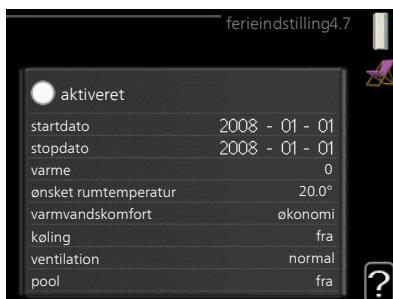 ferieindstilling4.7
aktiveret
startdato 2008 - 01 - 01
stopdato 2008 - 01 - 01
varme 0
ønsket rumtemperatur 20.0°
varmvandskomfort økonomi
køling fra
ventilation normal
pool fra
?